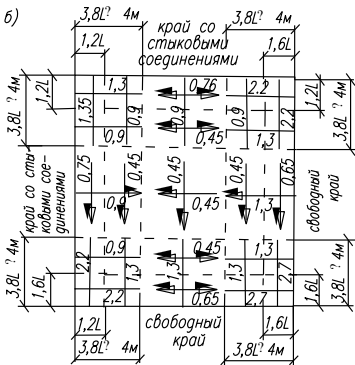 б)
3,8L? 4м
край со
стыковыми
соединениями
3,8L? 4м
1,2L
1,6L
3,8L ? 4м
1,2L
1,3
0,76
2,2
1,35
0,9
0,9
0,9
2,2
1,2L
3,8L ? 4м
0,9
0,45
1,3
край со сты
ковыми сое-
динениями
0,75
0,45
0,45
0,45
0,65
свободный
край
0,9
0,45
1,3
3,8L ? 4м
1,6L
0,9
0,45
1,3
2,2
1,3
1,3
1,3
2,7
1,6L
3,8L ? 4м
2,2
0,65
2,7
1,2L
свободный
край
1,6L
3,8L? 4м
3,8L? 4м